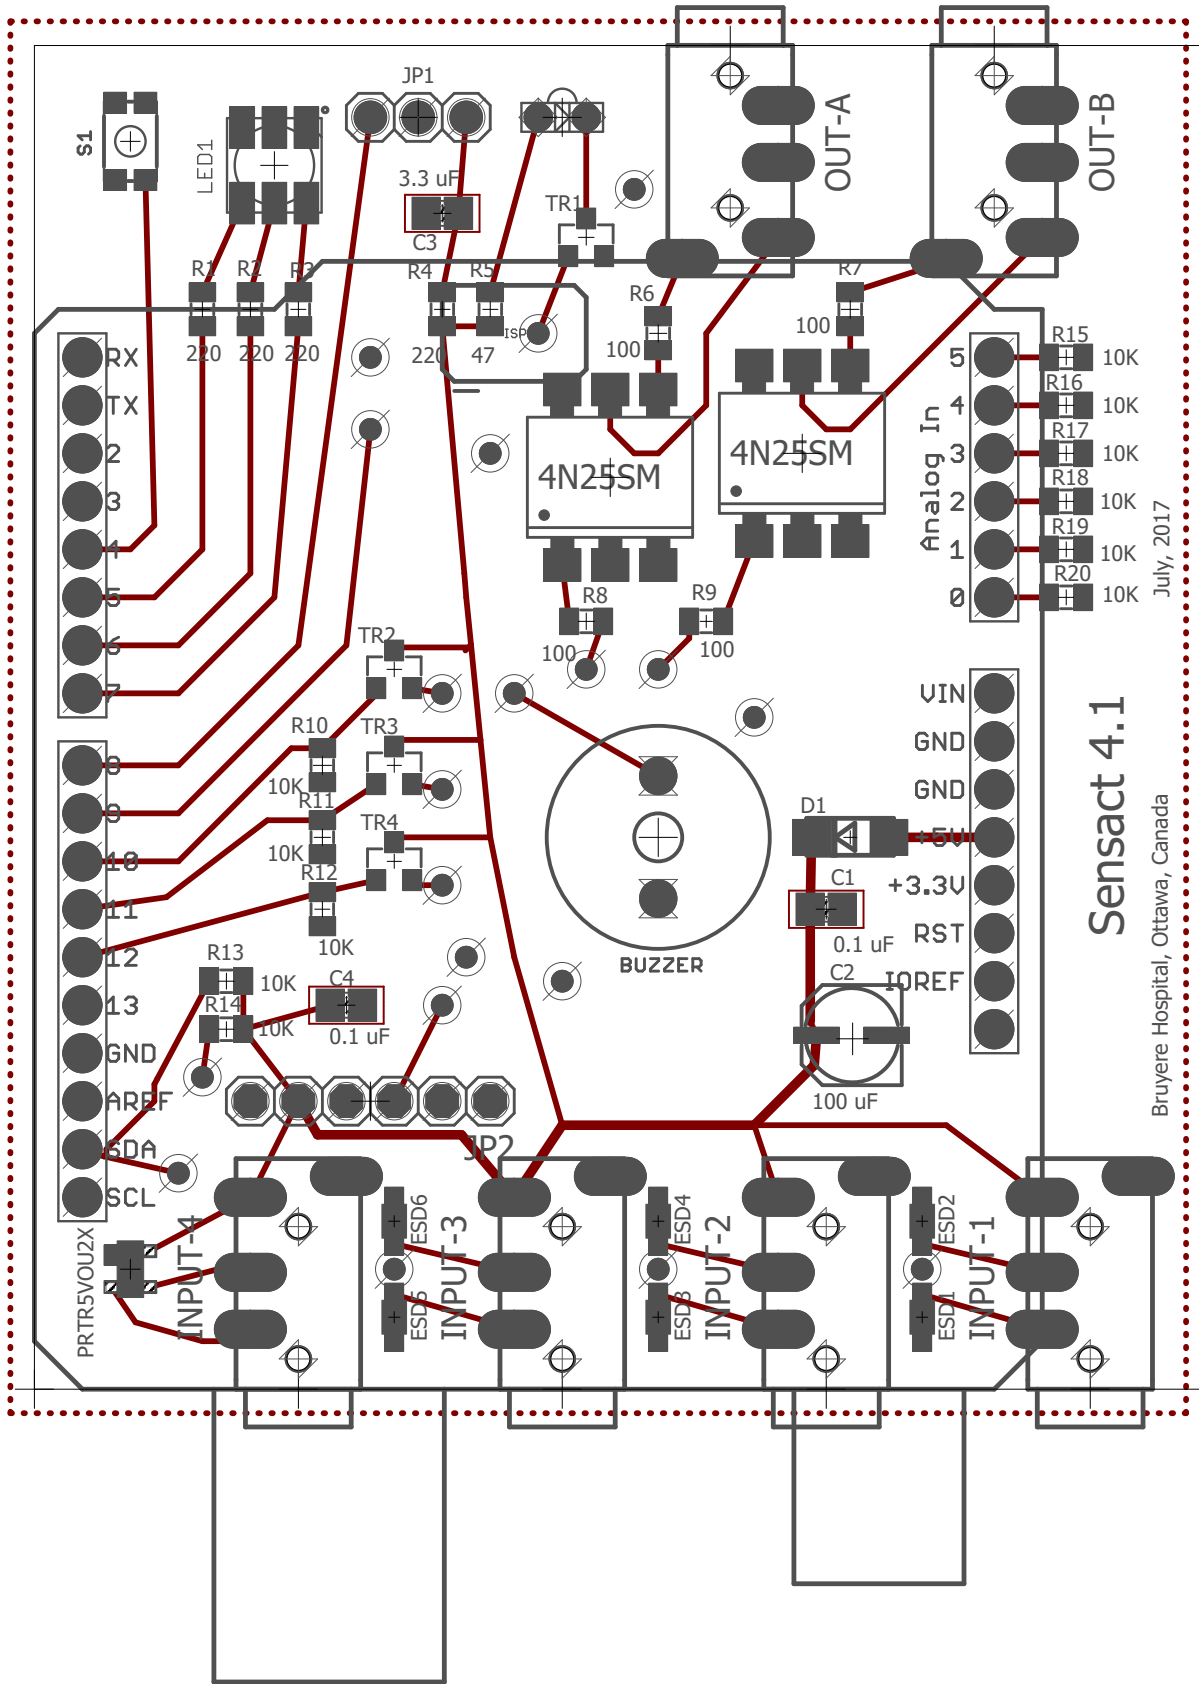 JP1
S1
LED1
3.3 uF
C3
TR1
OUT-A
OUT-B
R1
R2
R3
R4
R5
R6
R7
220
220
220
220
47
ISP
100
100
RX
TX
2
3
4
5
6
7
4N25SM
4N25SM
Analog In
5
4
3
2
1
0
R15
10K
R16
10K
R17
10K
R18
10K
R19
10K
R20
10K
July, 2017
R8
100
R9
100
TR2
TR3
TR4
R10
10K
R11
10K
R12
10K
8
9
10
11
12
13
GND
AREF
SDA
SCL
R13
10K
R14
10K
C4
0.1 uF
BUZZER
D1
C1
0.1 uF
C2
100 uF
VIN
GND
GND
+5V
+3.3V
RST
IOREF
Sensact 4.1
Bruyere Hospital, Ottawa, Canada
JP2
PRTR5VOU2X
INPUT-4
ESD6
ESD5
INPUT-3
ESD4
ESD3
INPUT-2
ESD2
ESD1
INPUT-1